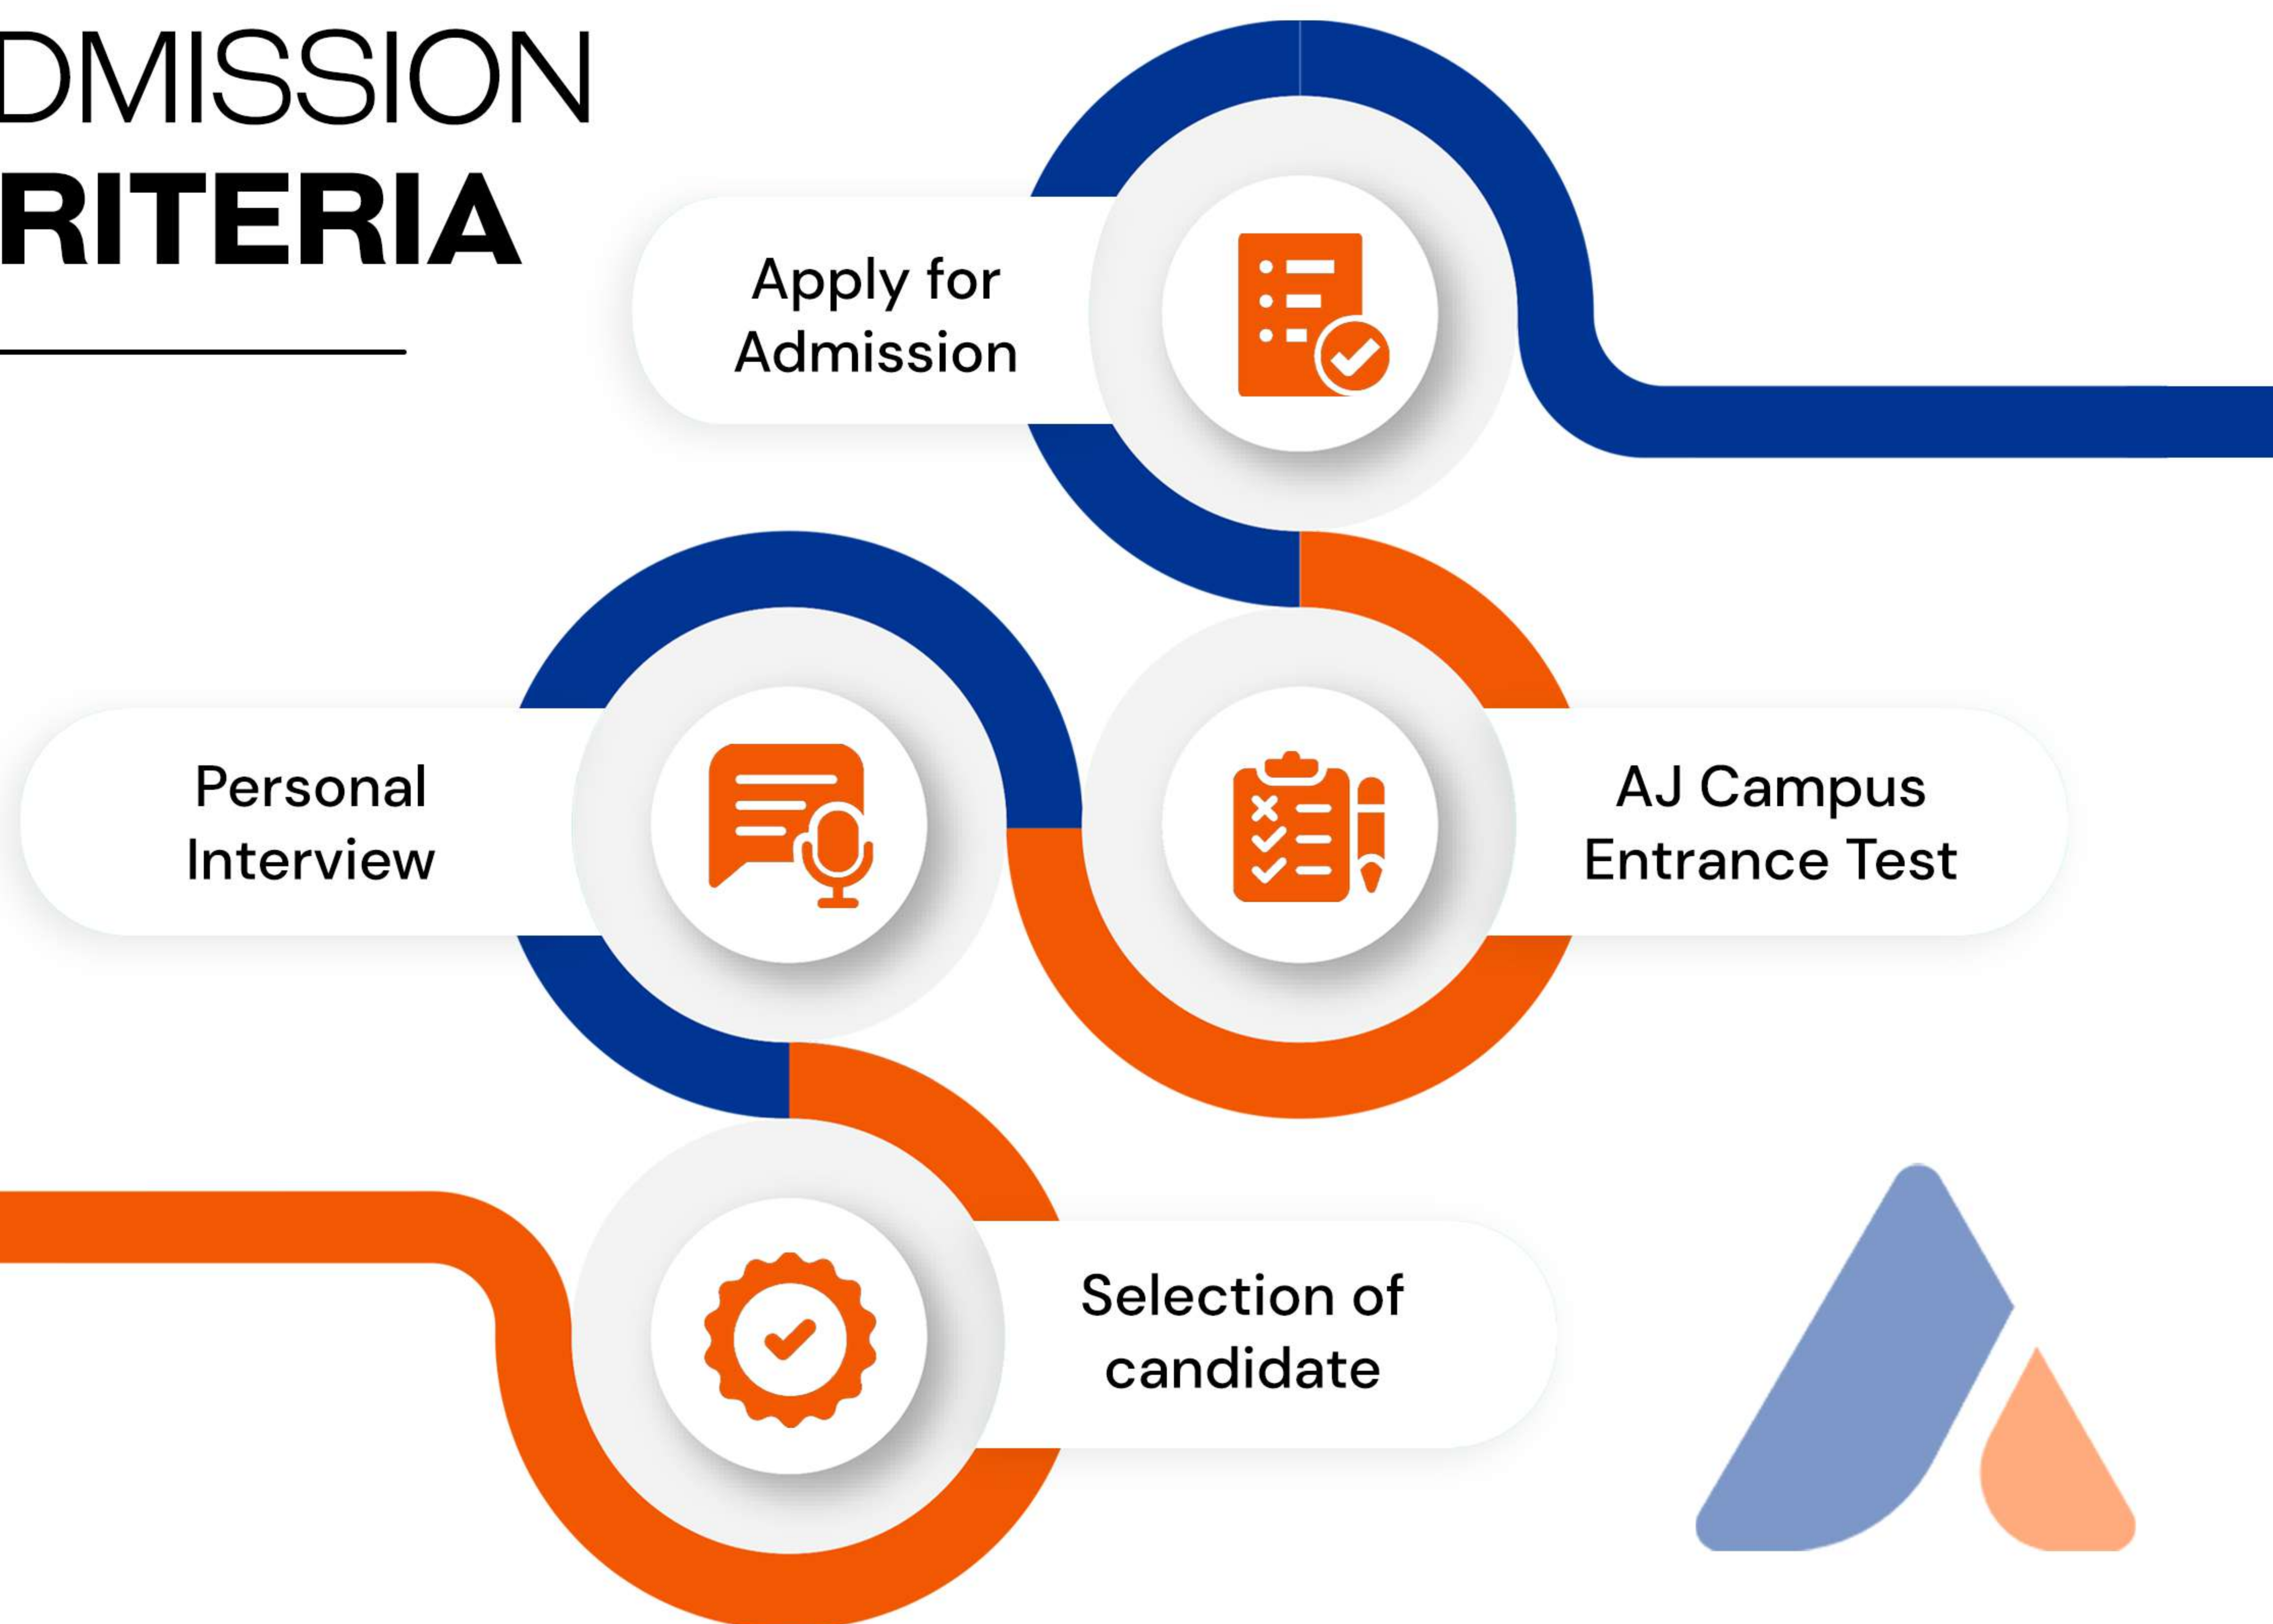 DMISSION
RITERIA
Apply for
Admission
Personal
Interview
AJ Campus
Entrance Test
Selection of
candidate